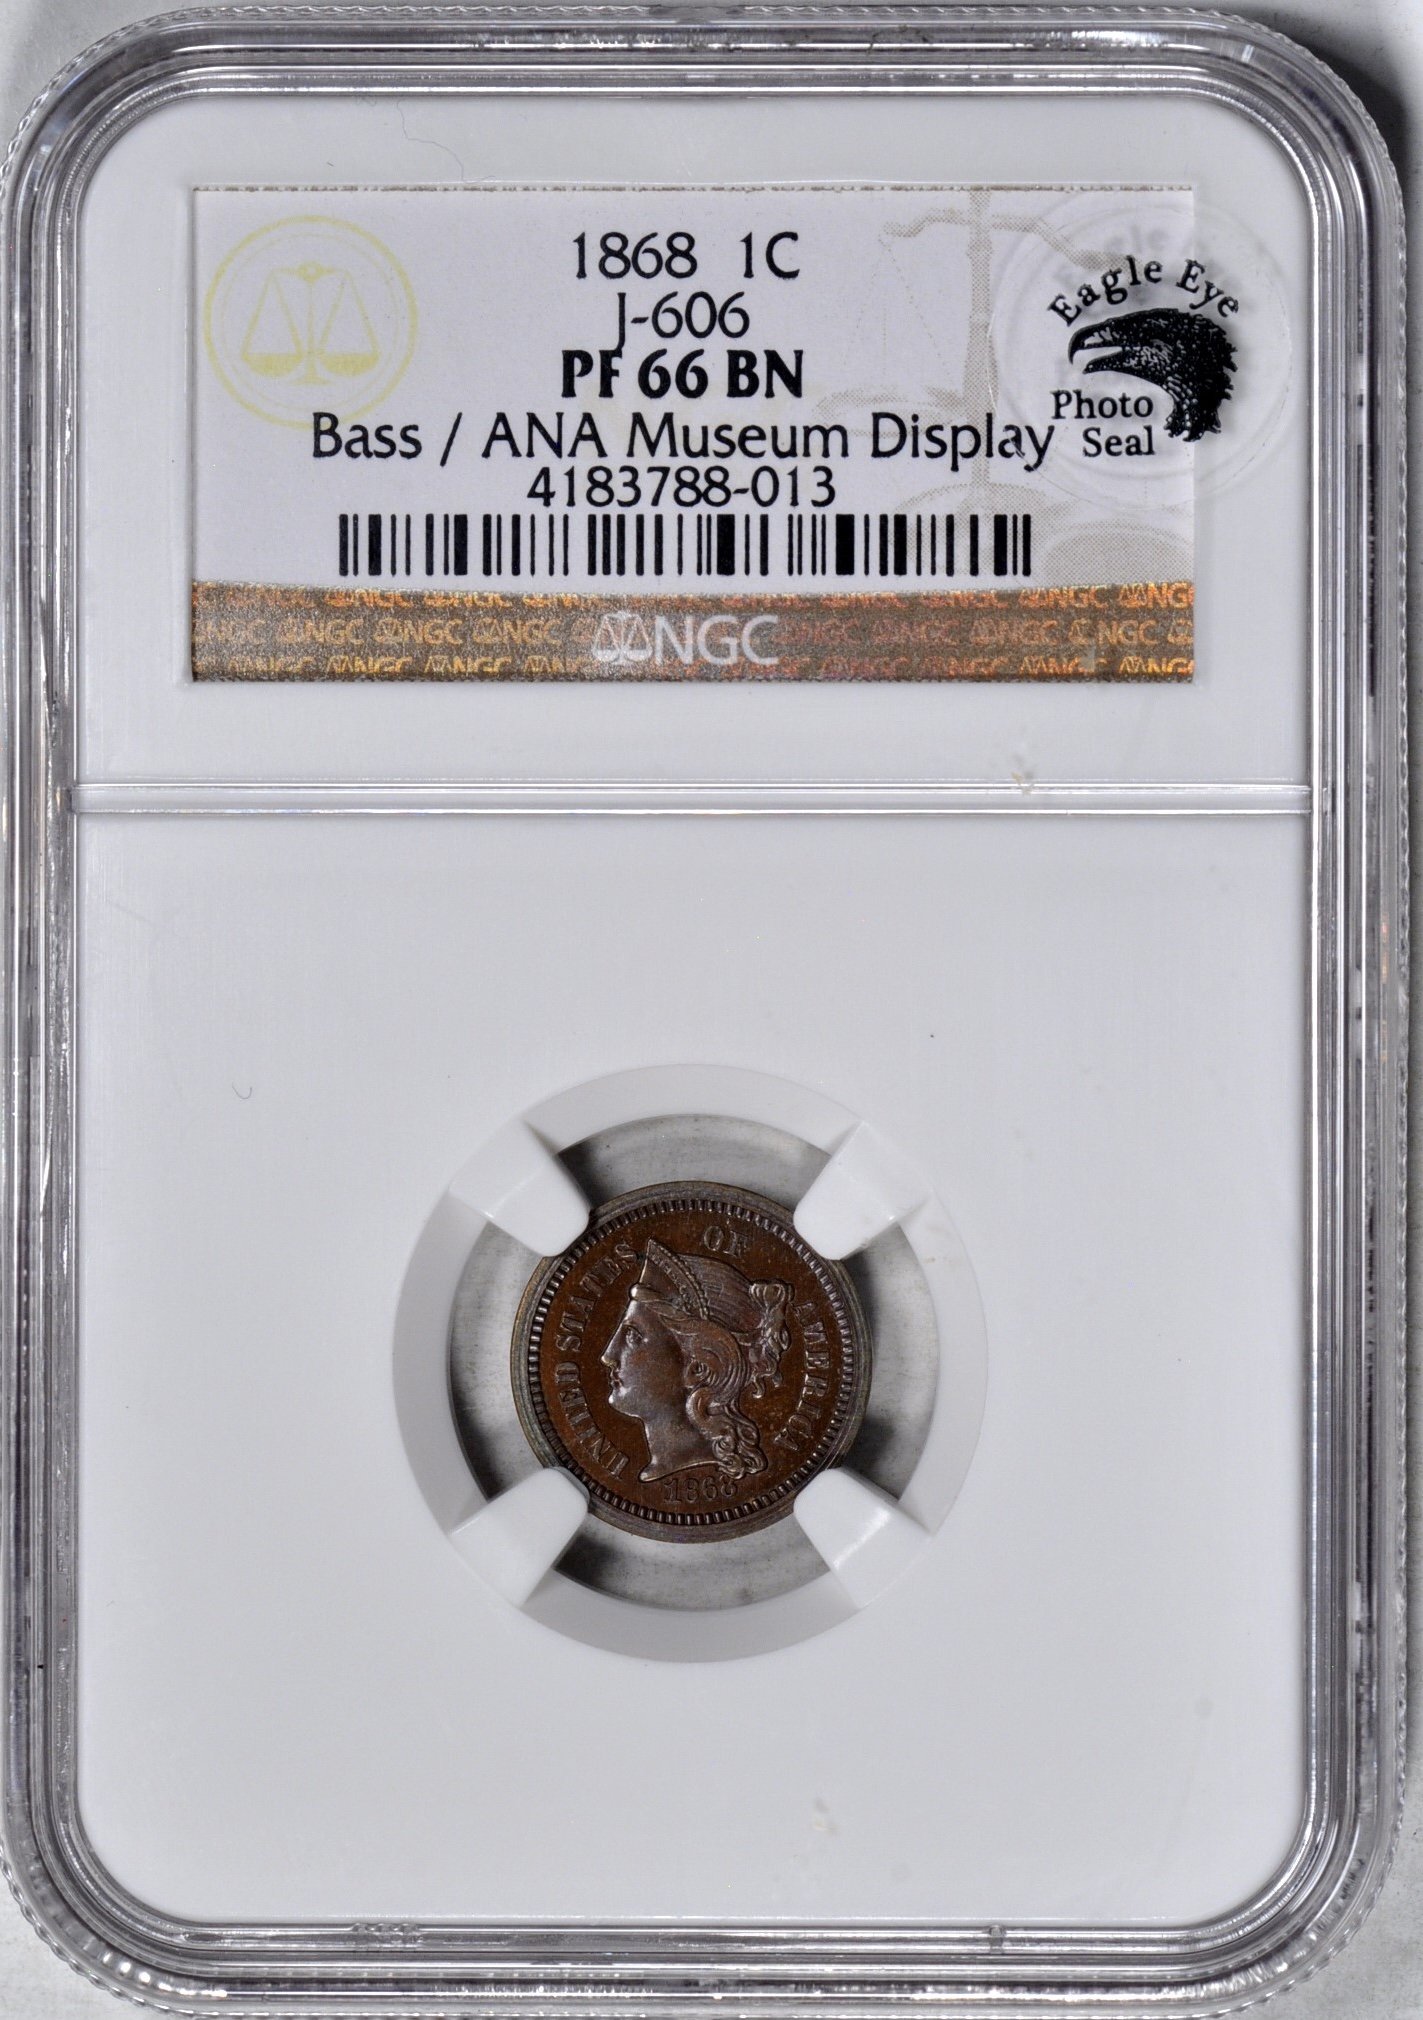 1868 1C
J-606
PF 66 BN
Bass / ANA Museum Display
4183788-013
Eagle Eye
Photo
Seal
NGC
UNITED STATES OF AMERICA
1868